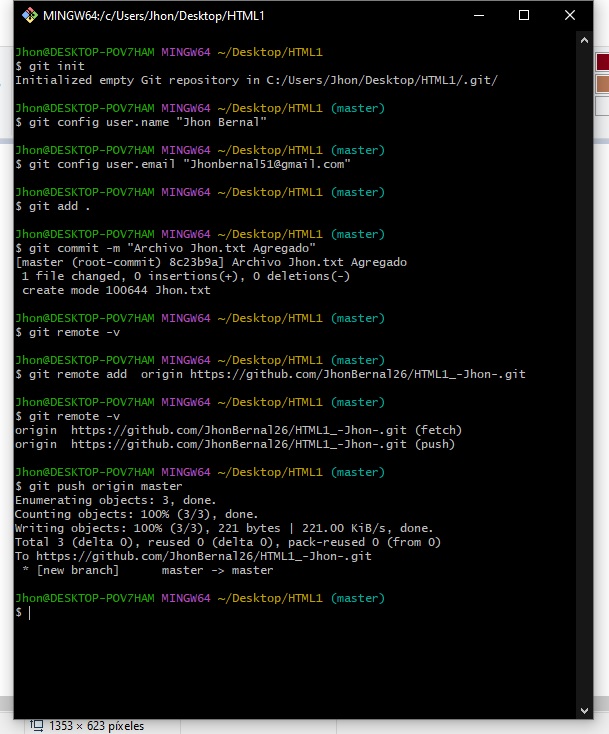 MINGW64:/c/Users/Jhon/Desktop/HTML1
Jhon@DESKTOP-POV7HAM MINGW64 ~/Desktop/HTML1
$ git init
Initialized empty Git repository in C:/Users/Jhon/Desktop/HTML1/.git/
Jhon@DESKTOP-POV7HAM MINGW64 ~/Desktop/HTML1 (master)
$ git config user.name "Jhon Bernal"
Jhon@DESKTOP-POV7HAM MINGW64 ~/Desktop/HTML1 (master)
$ git config user.email "Jhonbernal51@gmail.com"
Jhon@DESKTOP-POV7HAM MINGW64 ~/Desktop/HTML1 (master)
$ git add .
Jhon@DESKTOP-POV7HAM MINGW64 ~/Desktop/HTML1 (master)
$ git commit -m "Archivo Jhon.txt Agregado"
[master (root-commit) 8c23b9a] Archivo Jhon.txt Agregado
 1 file changed, 0 insertions(+), 0 deletions(-)
 create mode 100644 Jhon.txt
Jhon@DESKTOP-POV7HAM MINGW64 ~/Desktop/HTML1 (master)
$ git remote -v
Jhon@DESKTOP-POV7HAM MINGW64 ~/Desktop/HTML1 (master)
$ git remote add  origin https://github.com/JhonBernal26/HTML1_-Jhon-.git
Jhon@DESKTOP-POV7HAM MINGW64 ~/Desktop/HTML1 (master)
$ git remote -v
origin  https://github.com/JhonBernal26/HTML1_-Jhon-.git (fetch)
origin  https://github.com/JhonBernal26/HTML1_-Jhon-.git (push)
Jhon@DESKTOP-POV7HAM MINGW64 ~/Desktop/HTML1 (master)
$ git push origin master
Enumerating objects: 3, done.
Counting objects: 100% (3/3), done.
Writing objects: 100% (3/3), 221 bytes | 221.00 KiB/s, done.
Total 3 (delta 0), reused 0 (delta 0), pack-reused 0 (from 0)
To https://github.com/JhonBernal26/HTML1_-Jhon-.git
 * [new branch]      master -> master
Jhon@DESKTOP-POV7HAM MINGW64 ~/Desktop/HTML1 (master)
$
1353 × 623 píxeles